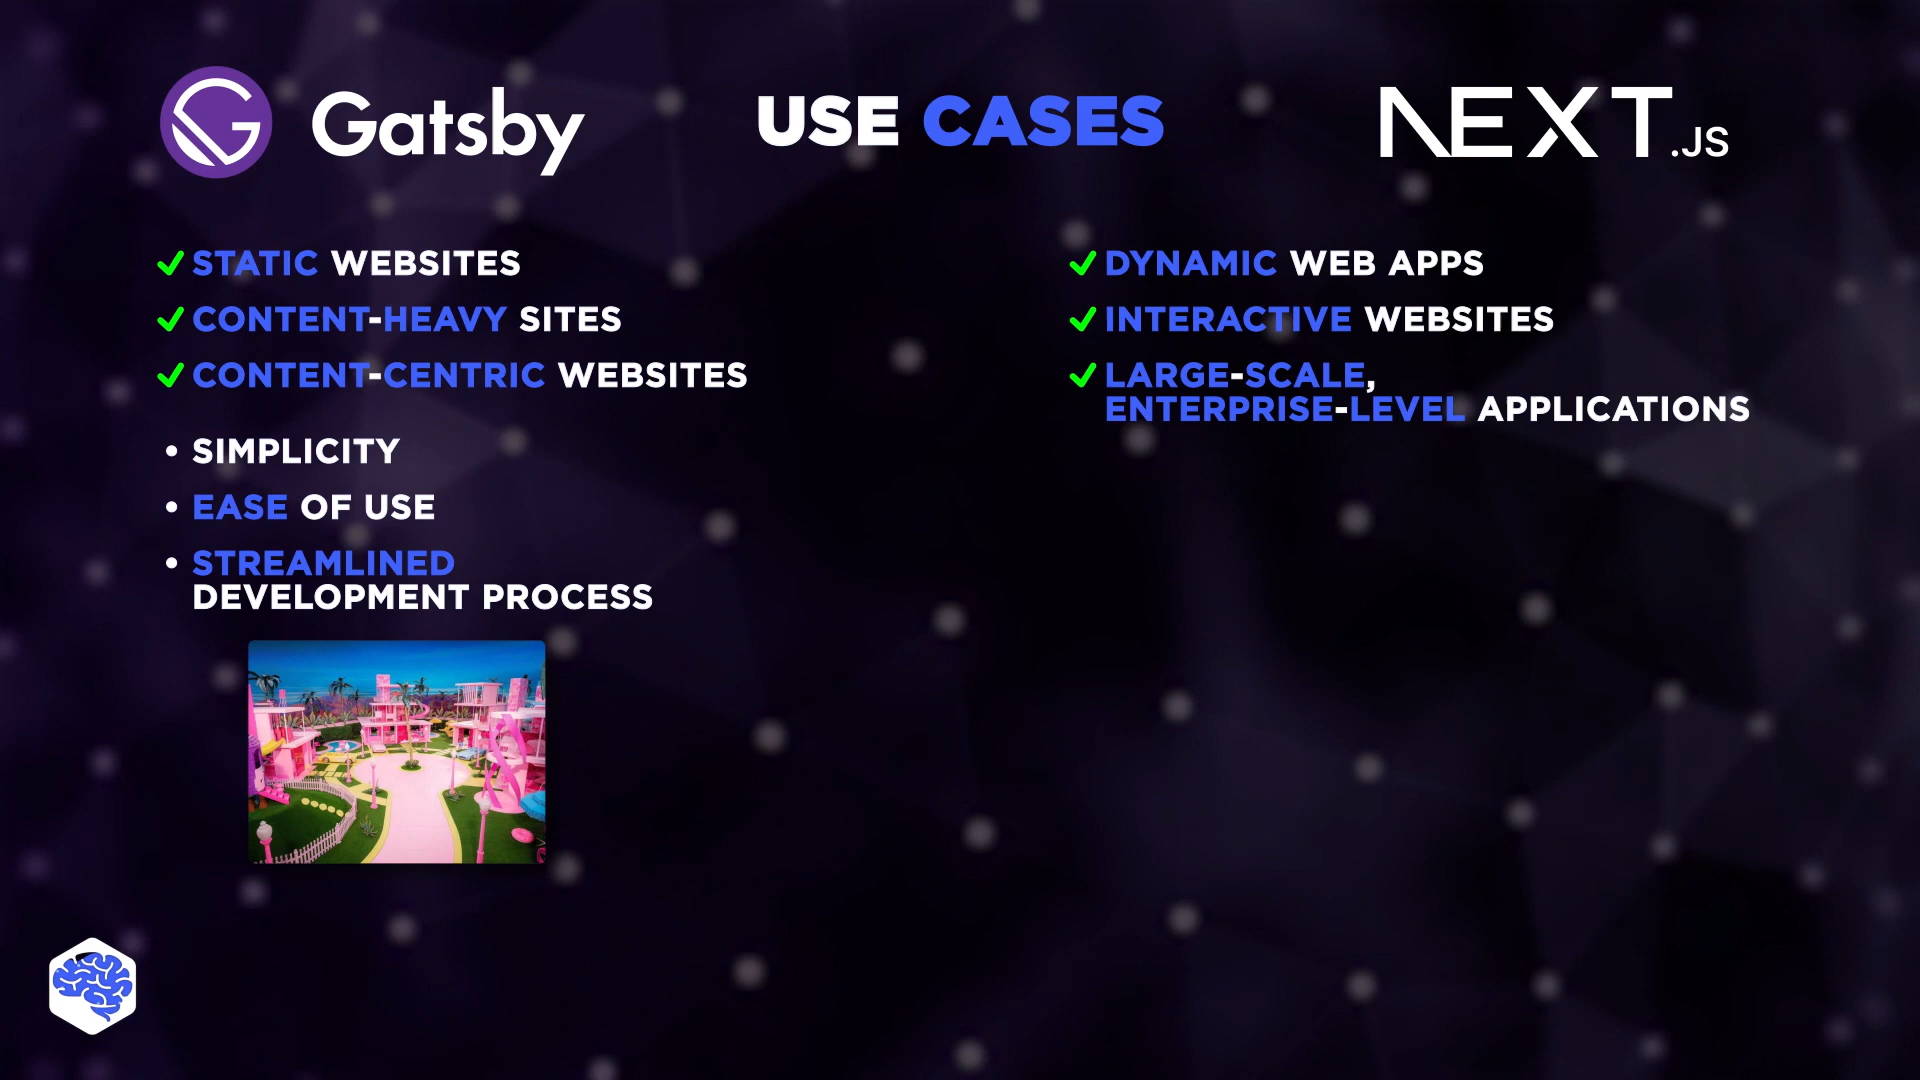 Gatsby
USE CASES
NEXT.JS
STATIC WEBSITES
CONTENT-HEAVY SITES
CONTENT-CENTRIC WEBSITES
• SIMPLICITY
• EASE OF USE
• STREAMLINED
DEVELOPMENT PROCESS
DYNAMIC WEB APPS
INTERACTIVE WEBSITES
LARGE-SCALE,
ENTERPRISE-LEVEL APPLICATIONS